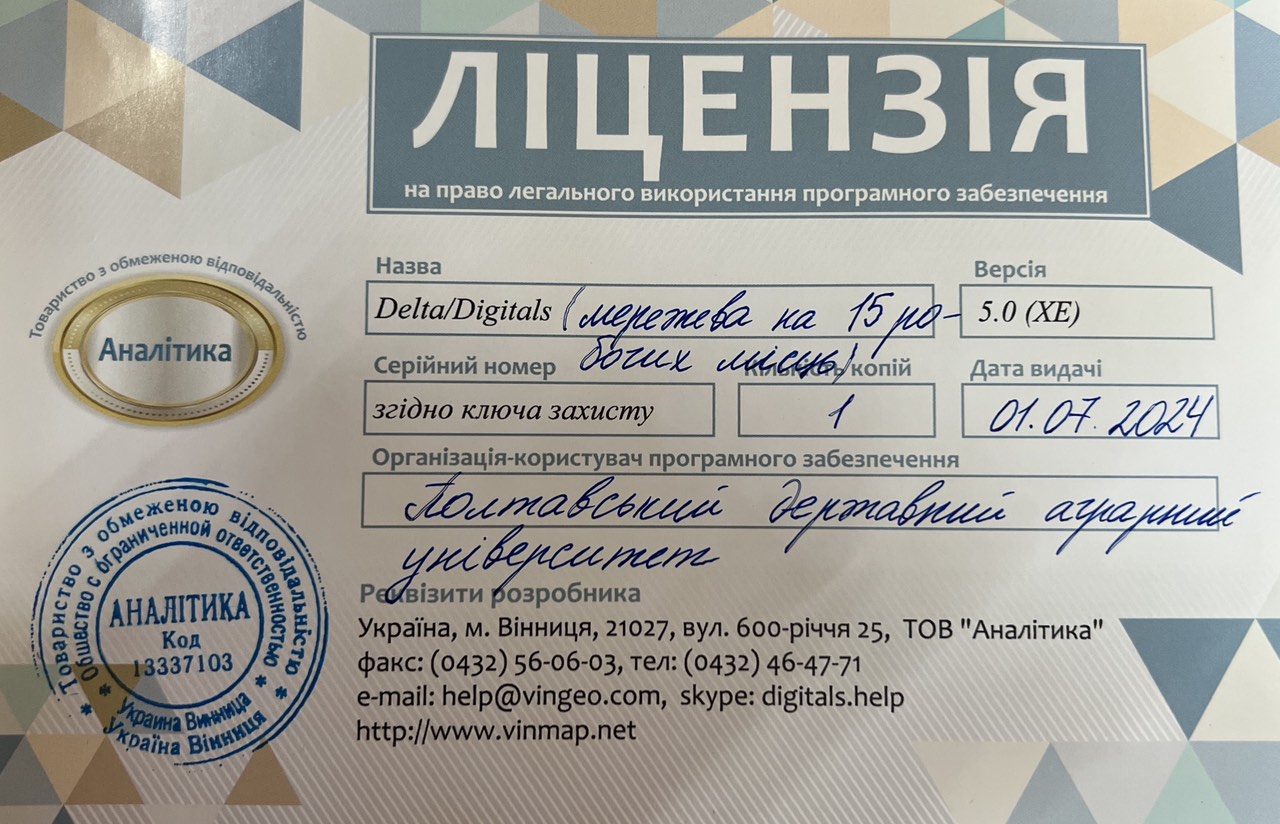 ЛІЦЕНЗІЯ
на право легального використання програмного забезпечення
Товариство з обмеженою відповідальністю
Аналітика
Назва
Версія
Delta/Digitals (мережева на 15 ро-
бочих місць)
5.0 (XE)
Серійний номер
Кількість копій
Дата видачі
згідно ключа захисту
1
01.07.2024
Організація-користувач програмного забезпечення
Полтавський державний аграрний
університет
Реквізити розробника
Україна, м. Вінниця, 21027, вул. 600-річчя 25, ТОВ "Аналітика"
факс: (0432) 56-06-03, тел: (0432) 46-47-71
e-mail: help@vingeo.com, skype: digitals.help
http://www.vinmap.net
Товариство з обмеженою відповідальністю
Общество с ограниченной ответственностью
АНАЛІТИКА
Код
13337103
Украина Винница
Україна Вінниця